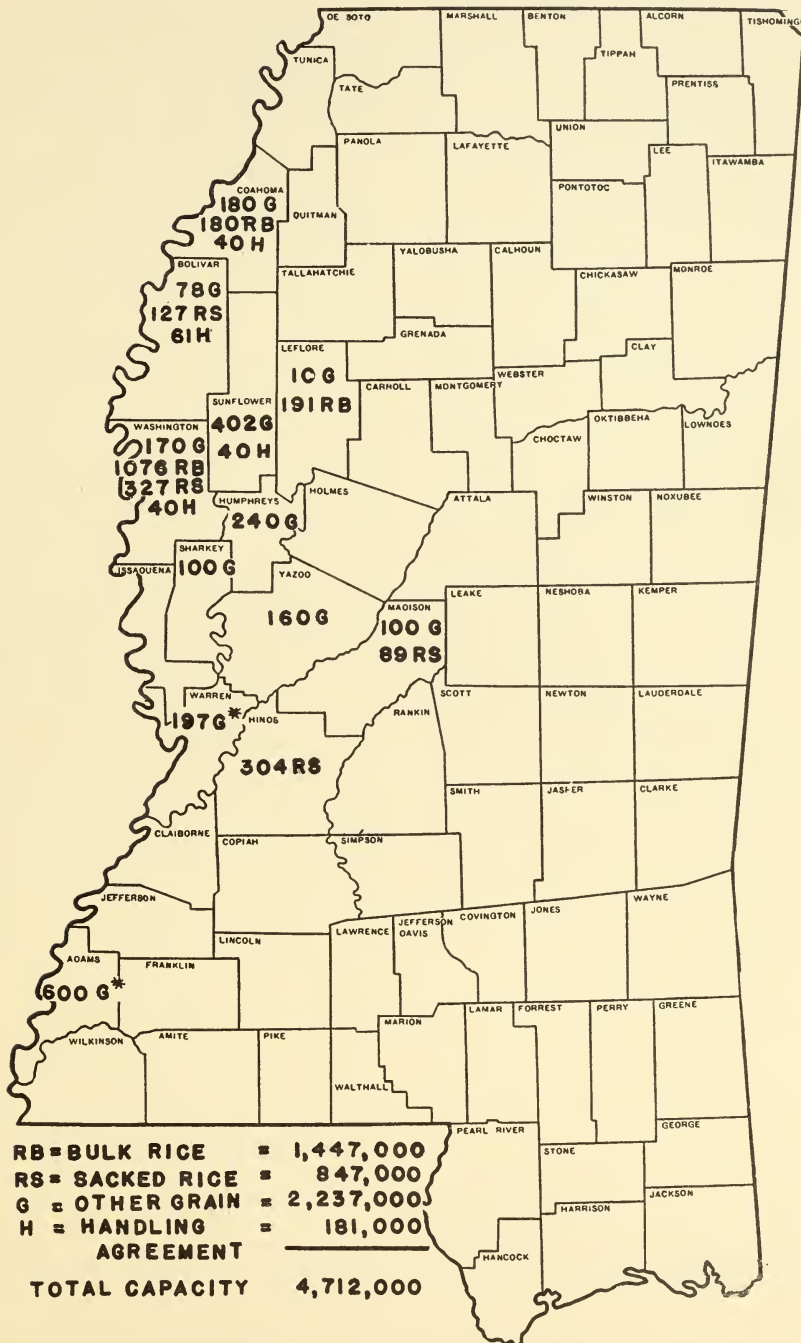 DE SOTO
MARSHALL
BENTON
ALCORN
TISHOMINGO
TIPPAH
TUNICA
TATE
PRENTISS
UNION
PANOLA
LAFAYETTE
LEE
ITAWAMBA
PONTOTOC
COAHOMA
180 G
180 RB
40 H
QUITMAN
BOLIVAR
78 G
127 RS
61 H
TALLAHATCHIE
YALOBUSHA
CALHOUN
CHICKASAW
MONROE
GRENADA
LEFLORE
10 G
191 RB
CLAY
CARROLL
MONTGOMERY
WEBSTER
SUNFLOWER
402 G
40 H
OKTIBBEHA
LOWNDES
WASHINGTON
170 G
1076 RB
327 RS
40 H
CHOCTAW
HUMPHREYS
240 G
HOLMES
ATTALA
WINSTON
NOXUBEE
SHARKEY
100 G
ISSAQUENA
YAZOO
160 G
MADISON
100 G
89 RS
LEAKE
NESHOBA
KEMPER
WARREN
197 G*
HINDS
304 RS
RANKIN
SCOTT
NEWTON
LAUDERDALE
SMITH
JASPER
CLARKE
CLAIBORNE
COPIAH
SIMPSON
JEFFERSON
LINCOLN
LAWRENCE
JEFFERSON
DAVIS
COVINGTON
JONES
WAYNE
ADAMS
600 G*
FRANKLIN
WILKINSON
AMITE
PIKE
MARION
LAMAR
FORREST
PERRY
GREENE
WALTHALL
PEARL RIVER
GEORGE
STONE
HARRISON
JACKSON
HANCOCK
RB = BULK RICE = 1,447,000
RS = SACKED RICE = 847,000
G = OTHER GRAIN = 2,237,000
H = HANDLING = 181,000
AGREEMENT
TOTAL CAPACITY 4,712,000